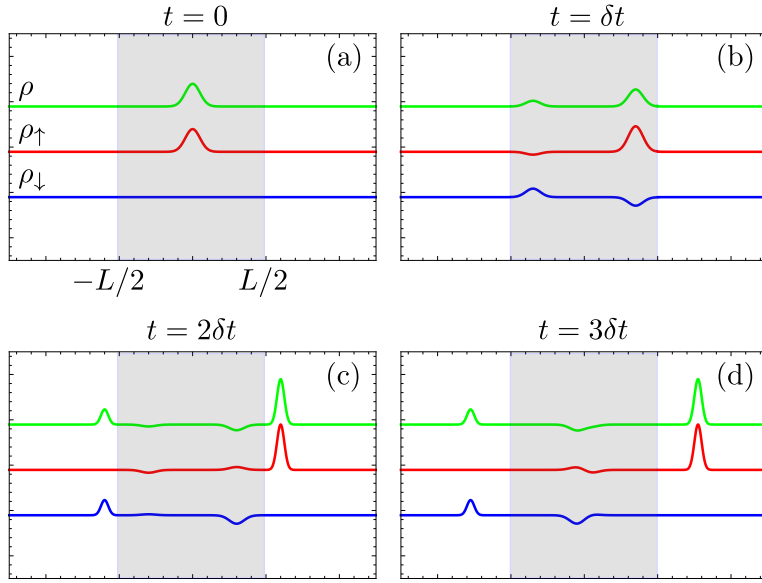 t = 0
(a)
ρ
ρ↑
ρ↓
−L/2
L/2
t = δt
(b)
t = 2δt
(c)
t = 3δt
(d)